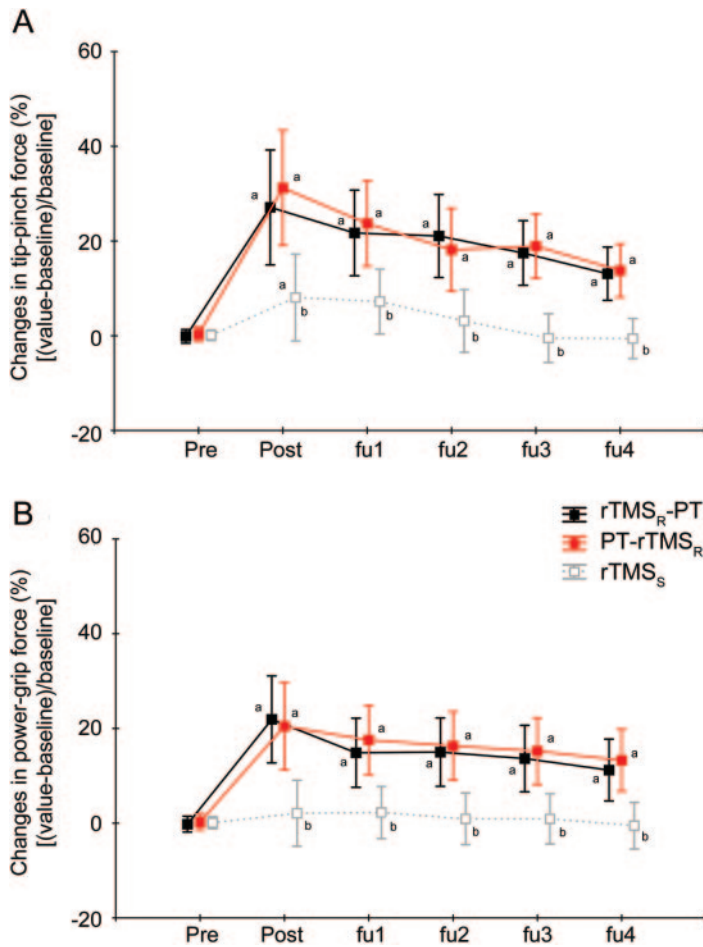 A
Changes in tip-pinch force (%)
[(value-baseline)/baseline]
60
40
20
0
-20
a
a
a
a
a
a
a
a
a
a
a
b
b
b
b
b
Pre Post fu1 fu2 fu3 fu4
B
Changes in power-grip force (%)
[(value-baseline)/baseline]
60
40
20
0
-20
rTMSR-PT
PT-rTMSR
rTMSS
a
a
a
a
a
a
a
a
a
a
b
b
b
b
b
Pre Post fu1 fu2 fu3 fu4